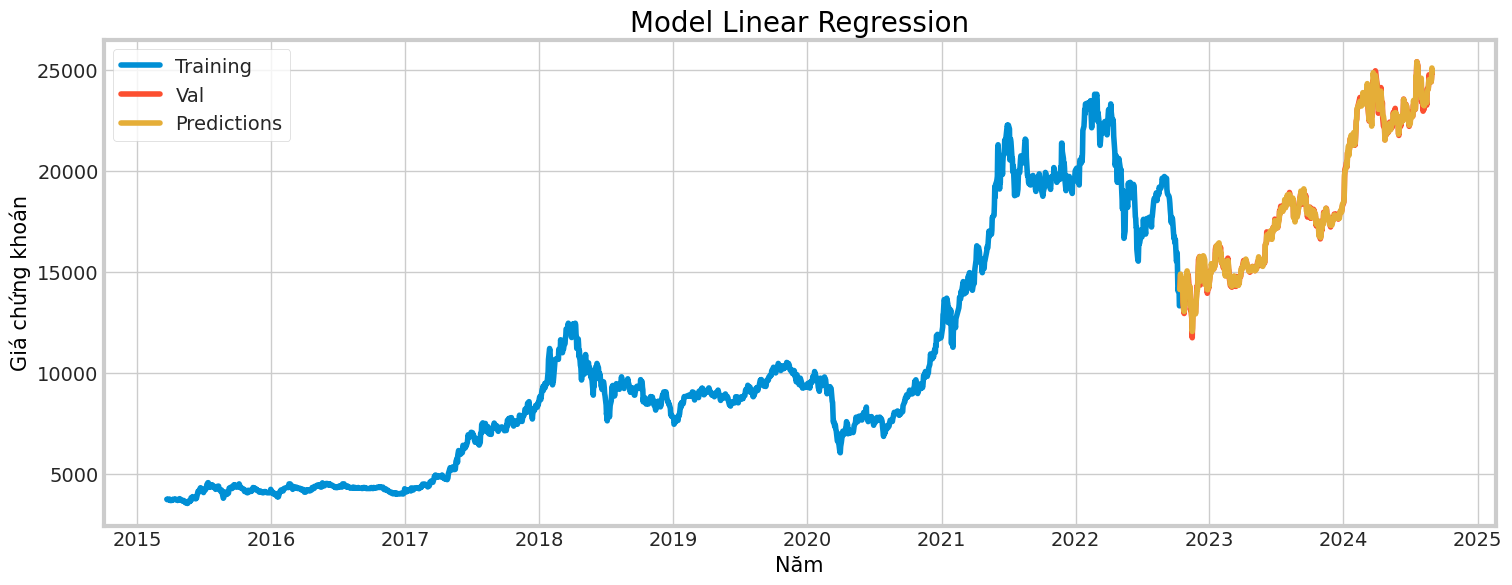 Model Linear Regression
Training
Val
Predictions
Giá chứng khoán
25000
20000
15000
10000
5000
2015 2016 2017 2018 2019 2020 2021 2022 2023 2024 2025
Năm